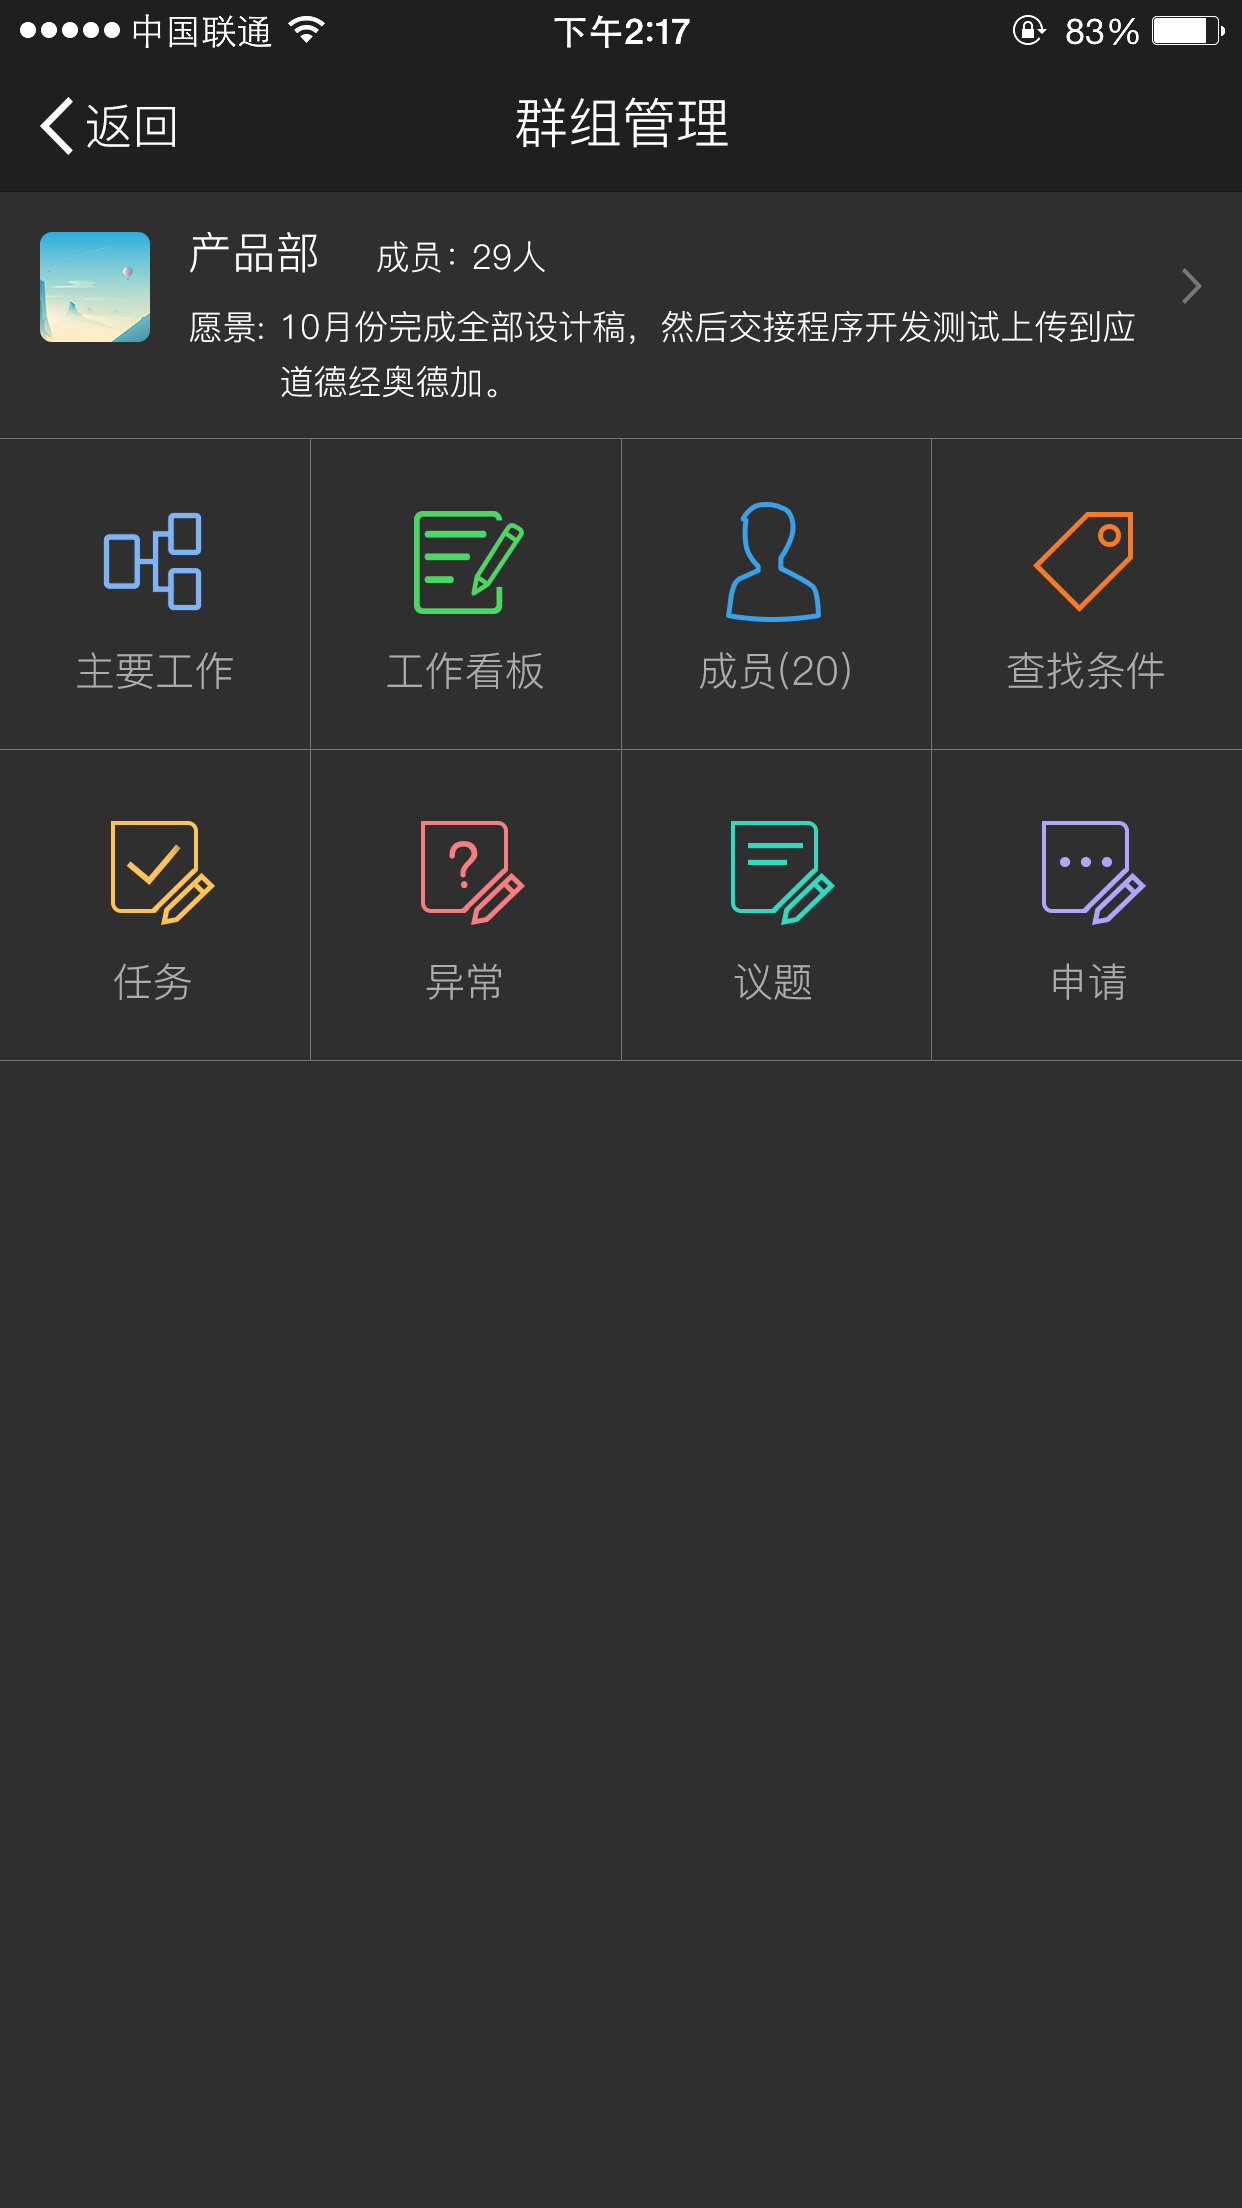 中国联通 下午2:17 83%
返回 群组管理
产品部 成员：29人
愿景: 10月份完成全部设计稿，然后交接程序开发测试上传到应
道德经奥德加。
主要工作 工作看板 成员(20) 查找条件
任务 异常 议题 申请